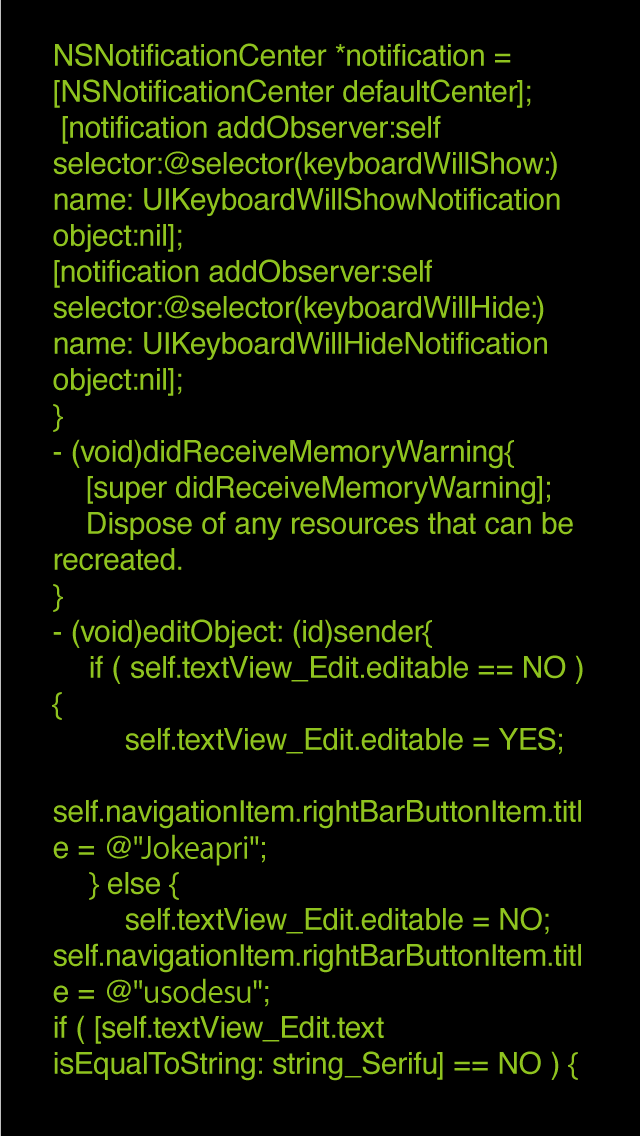 NSNotificationCenter *notification =
[NSNotificationCenter defaultCenter];
[notification addObserver:self
selector:@selector(keyboardWillShow:)
name: UIKeyboardWillShowNotification
object:nil];
[notification addObserver:self
selector:@selector(keyboardWillHide:)
name: UIKeyboardWillHideNotification
object:nil];
}
- (void)didReceiveMemoryWarning{
[super didReceiveMemoryWarning];
Dispose of any resources that can be
recreated.
}
- (void)editObject: (id)sender{
if ( self.textView_Edit.editable == NO )
{
self.textView_Edit.editable = YES;
self.navigationItem.rightBarButtonItem.titl
e = @"Jokeapri";
} else {
self.textView_Edit.editable = NO;
self.navigationItem.rightBarButtonItem.titl
e = @"usodesu";
if ( [self.textView_Edit.text
isEqualToString: string_Serifu] == NO ) {